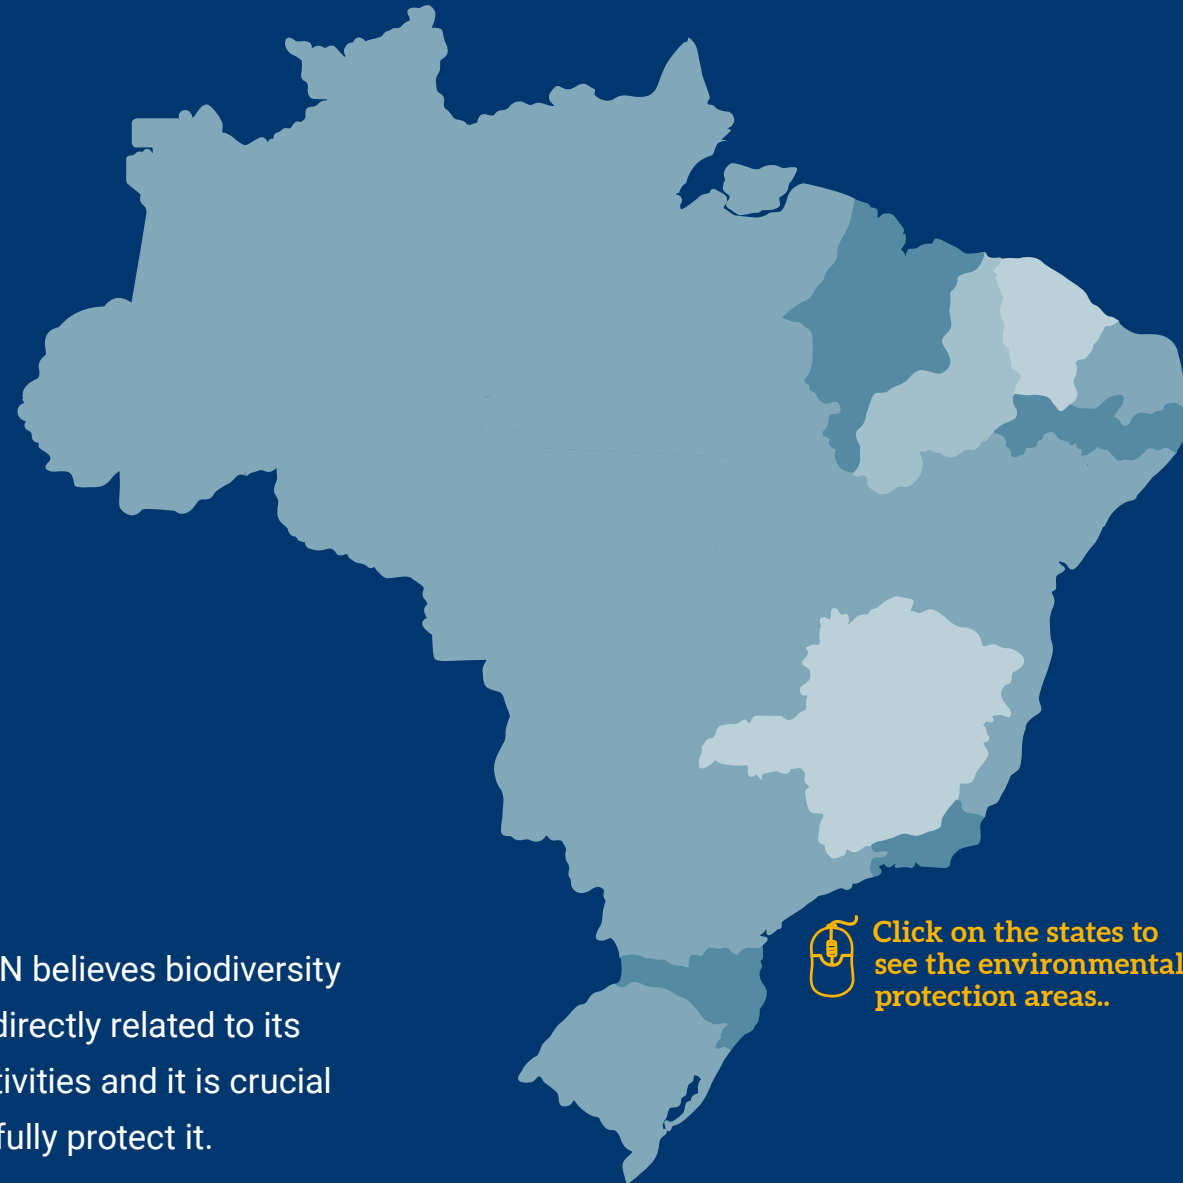 N believes biodiversity
directly related to its
tivities and it is crucial
fully protect it.
Click on the states to
see the environmental
protection areas..